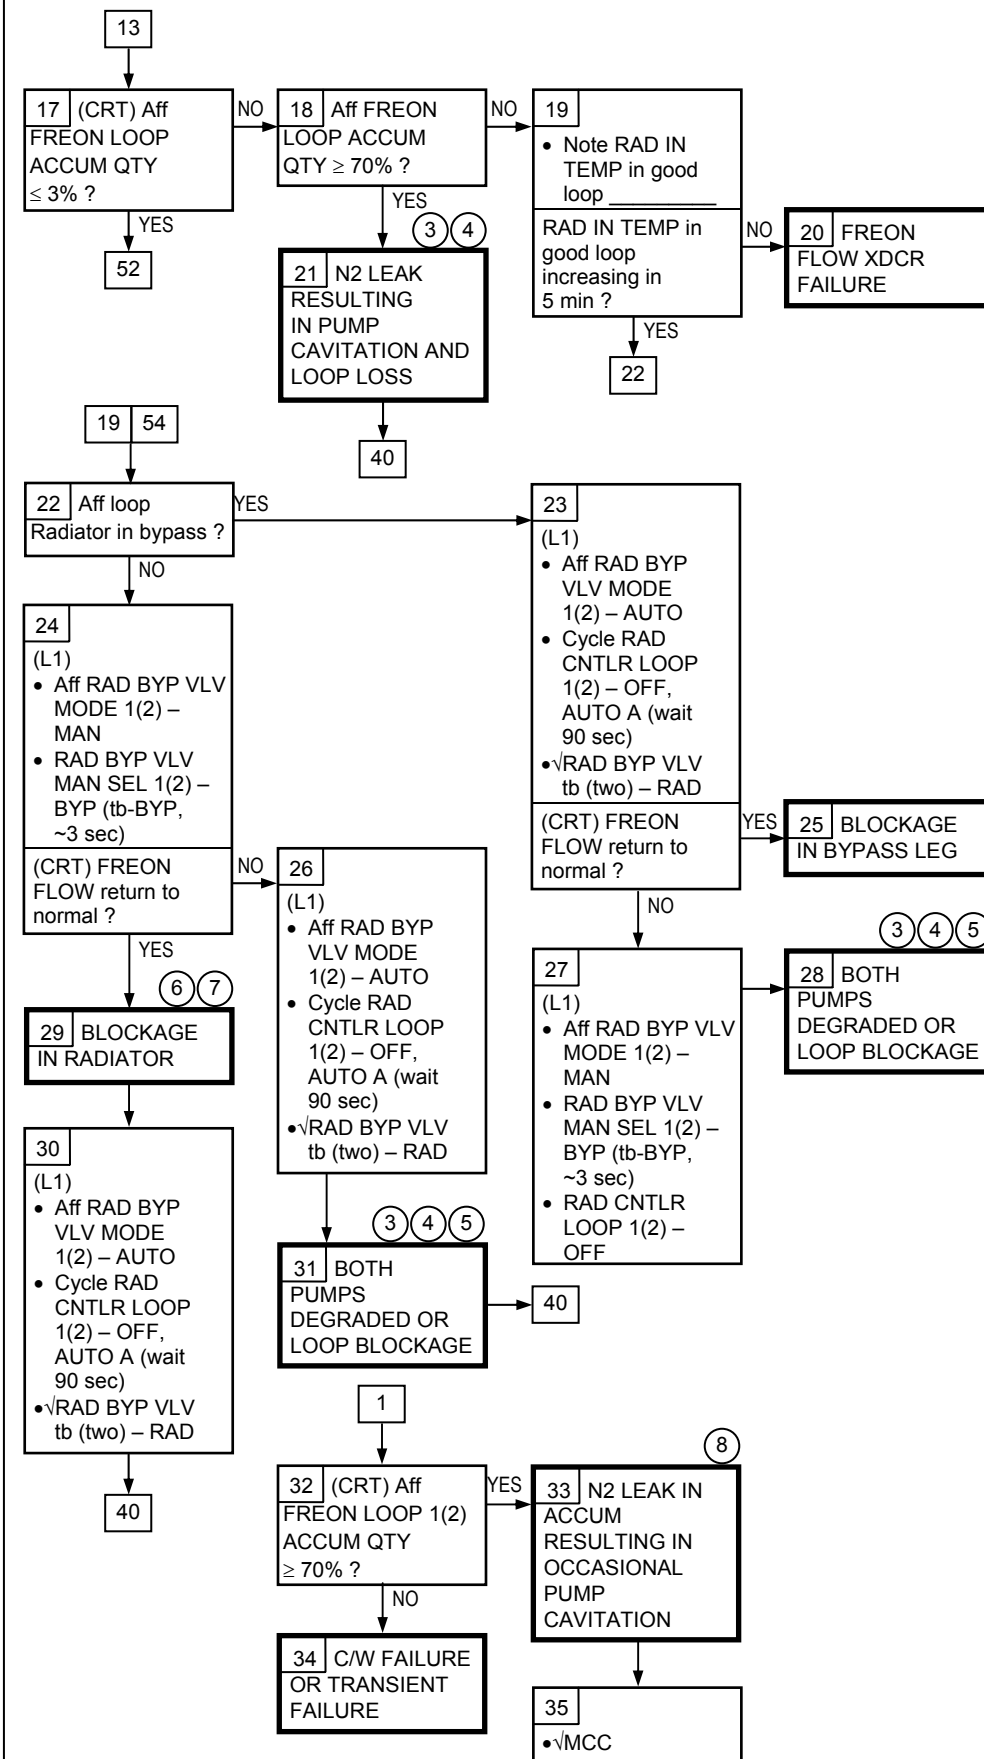 13
17 (CRT) Aff
FREON LOOP
ACCUM QTY
≤ 3% ?
NO
YES
52
18 Aff FREON
LOOP ACCUM
QTY ≥ 70% ?
NO
YES
3 4
21 N2 LEAK
RESULTING
IN PUMP
CAVITATION AND
LOOP LOSS
40
19
• Note RAD IN
TEMP in good
loop _________
RAD IN TEMP in
good loop
increasing in
5 min ?
NO
YES
22
20 FREON
FLOW XDCR
FAILURE
19 54
22 Aff loop
Radiator in bypass ?
YES
NO
23
(L1)
• Aff RAD BYP
VLV MODE
1(2) – AUTO
• Cycle RAD
CNTLR LOOP
1(2) – OFF,
AUTO A (wait
90 sec)
•√RAD BYP VLV
tb (two) – RAD
(CRT) FREON
FLOW return to
normal ?
YES
NO
25 BLOCKAGE
IN BYPASS LEG
24
(L1)
• Aff RAD BYP VLV
MODE 1(2) –
MAN
• RAD BYP VLV
MAN SEL 1(2) –
BYP (tb-BYP,
~3 sec)
(CRT) FREON
FLOW return to
normal ?
NO
YES
26
(L1)
• Aff RAD BYP
VLV MODE
1(2) – AUTO
• Cycle RAD
CNTLR LOOP
1(2) – OFF,
AUTO A (wait
90 sec)
•√RAD BYP VLV
tb (two) – RAD
27
(L1)
• Aff RAD BYP VLV
MODE 1(2) –
MAN
• RAD BYP VLV
MAN SEL 1(2) –
BYP (tb-BYP,
~3 sec)
• RAD CNTLR
LOOP 1(2) –
OFF
3 4 5
28 BOTH
PUMPS
DEGRADED OR
LOOP BLOCKAGE
6 7
29 BLOCKAGE
IN RADIATOR
30
(L1)
• Aff RAD BYP
VLV MODE
1(2) – AUTO
• Cycle RAD
CNTLR LOOP
1(2) – OFF,
AUTO A (wait
90 sec)
•√RAD BYP VLV
tb (two) – RAD
40
3 4 5
31 BOTH
PUMPS
DEGRADED OR
LOOP BLOCKAGE
40
1
32 (CRT) Aff
FREON LOOP 1(2)
ACCUM QTY
≥ 70% ?
YES
NO
8
33 N2 LEAK IN
ACCUM
RESULTING IN
OCCASIONAL
PUMP
CAVITATION
34 C/W FAILURE
OR TRANSIENT
FAILURE
35
•√MCC